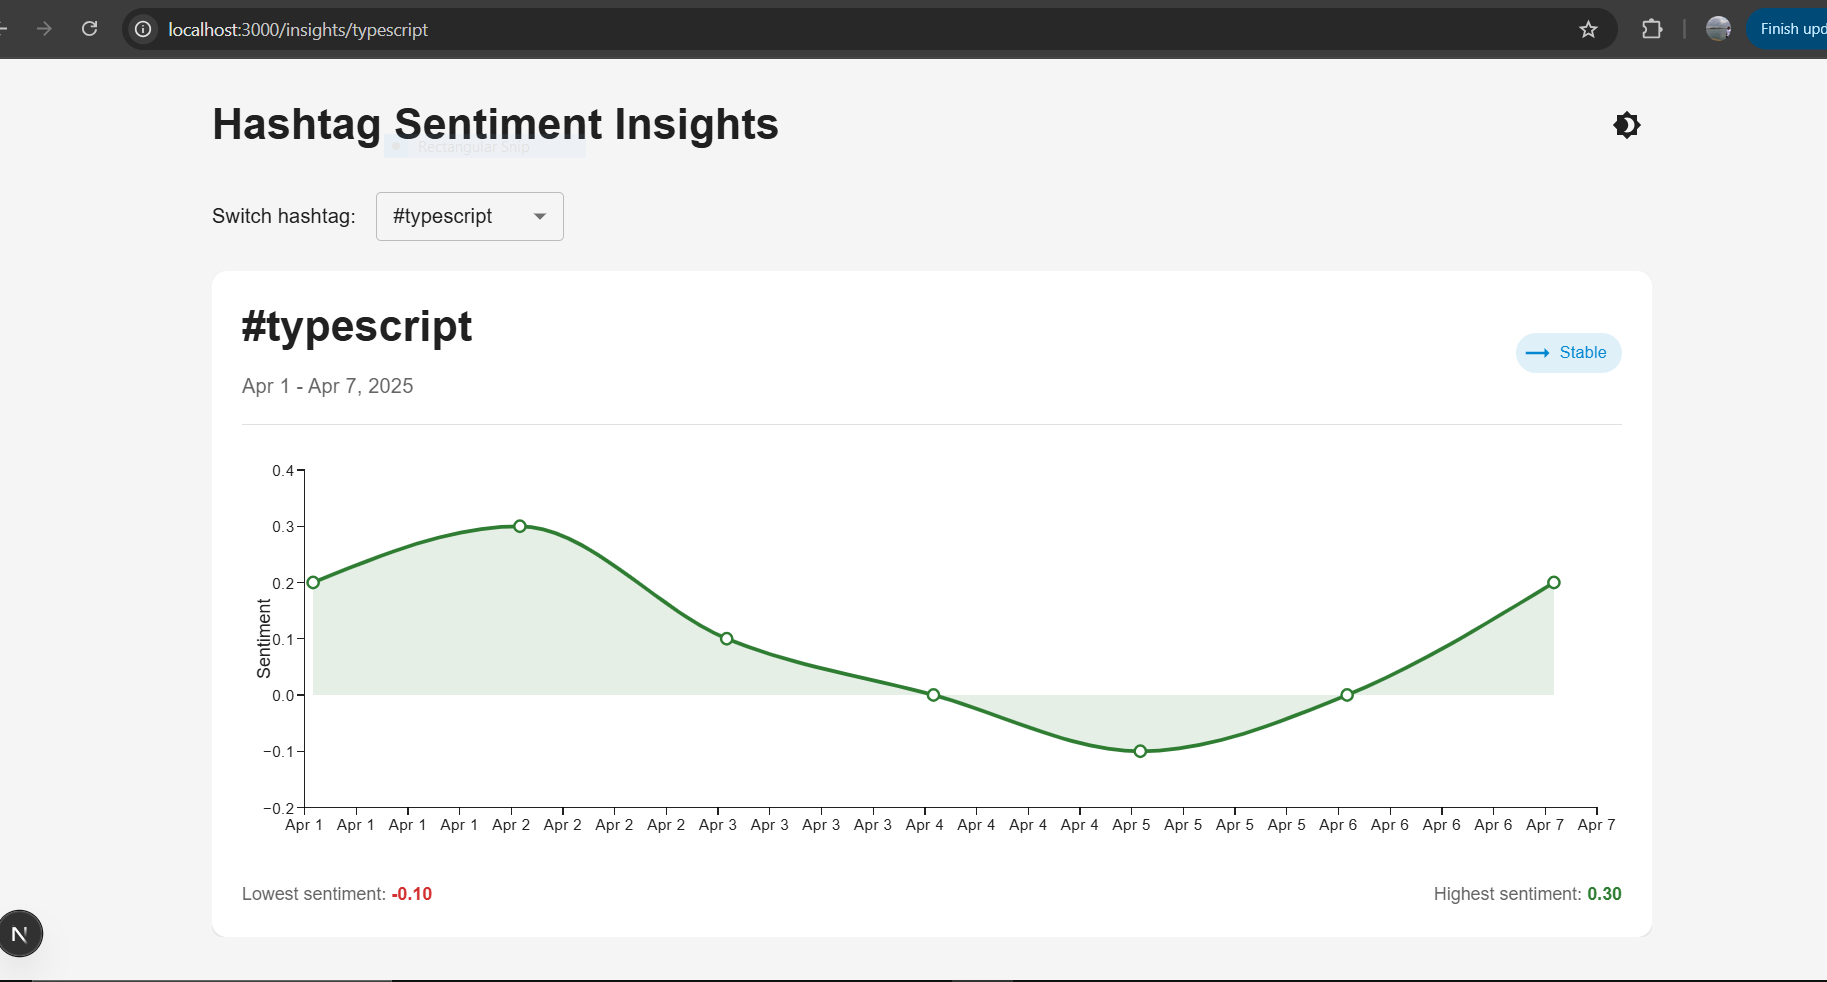 localhost:3000/insights/typescript
Finish upd
Hashtag Sentiment Insights
Rectangular Snip
Switch hashtag: #typescript
#typescript
Stable
Apr 1 - Apr 7, 2025
0.4
0.3
0.2
0.1
0.0
−0.1
−0.2
Sentiment
Apr 1 Apr 1 Apr 1 Apr 1 Apr 2 Apr 2 Apr 2 Apr 2 Apr 3 Apr 3 Apr 3 Apr 3 Apr 4 Apr 4 Apr 4 Apr 4 Apr 5 Apr 5 Apr 5 Apr 5 Apr 6 Apr 6 Apr 6 Apr 6 Apr 7 Apr 7
Lowest sentiment: -0.10
Highest sentiment: 0.30
N